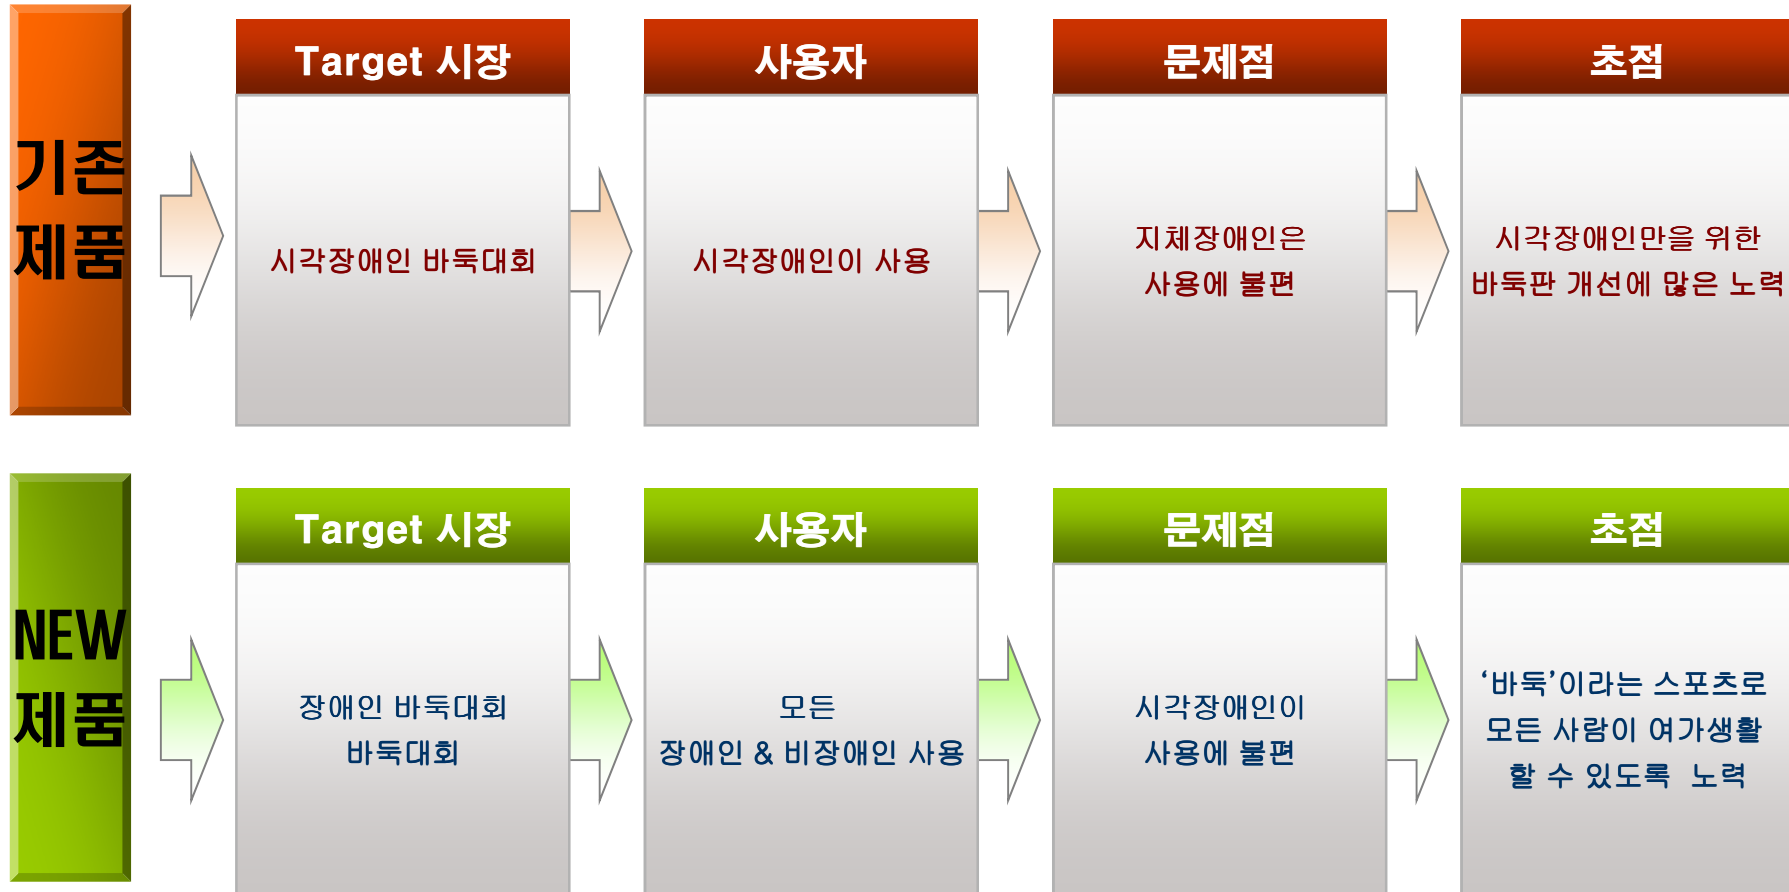 기존
제품
Target 시장
사용자
문제점
초점
시각장애인 바둑대회
시각장애인이 사용
지체장애인은
사용에 불편
시각장애인만을 위한
바둑판 개선에 많은 노력
NEW
제품
Target 시장
사용자
문제점
초점
장애인 바둑대회
바둑대회
모든
장애인 & 비장애인 사용
시각장애인이
사용에 불편
‘바둑’이라는 스포츠로
모든 사람이 여가생활
할 수 있도록 노력